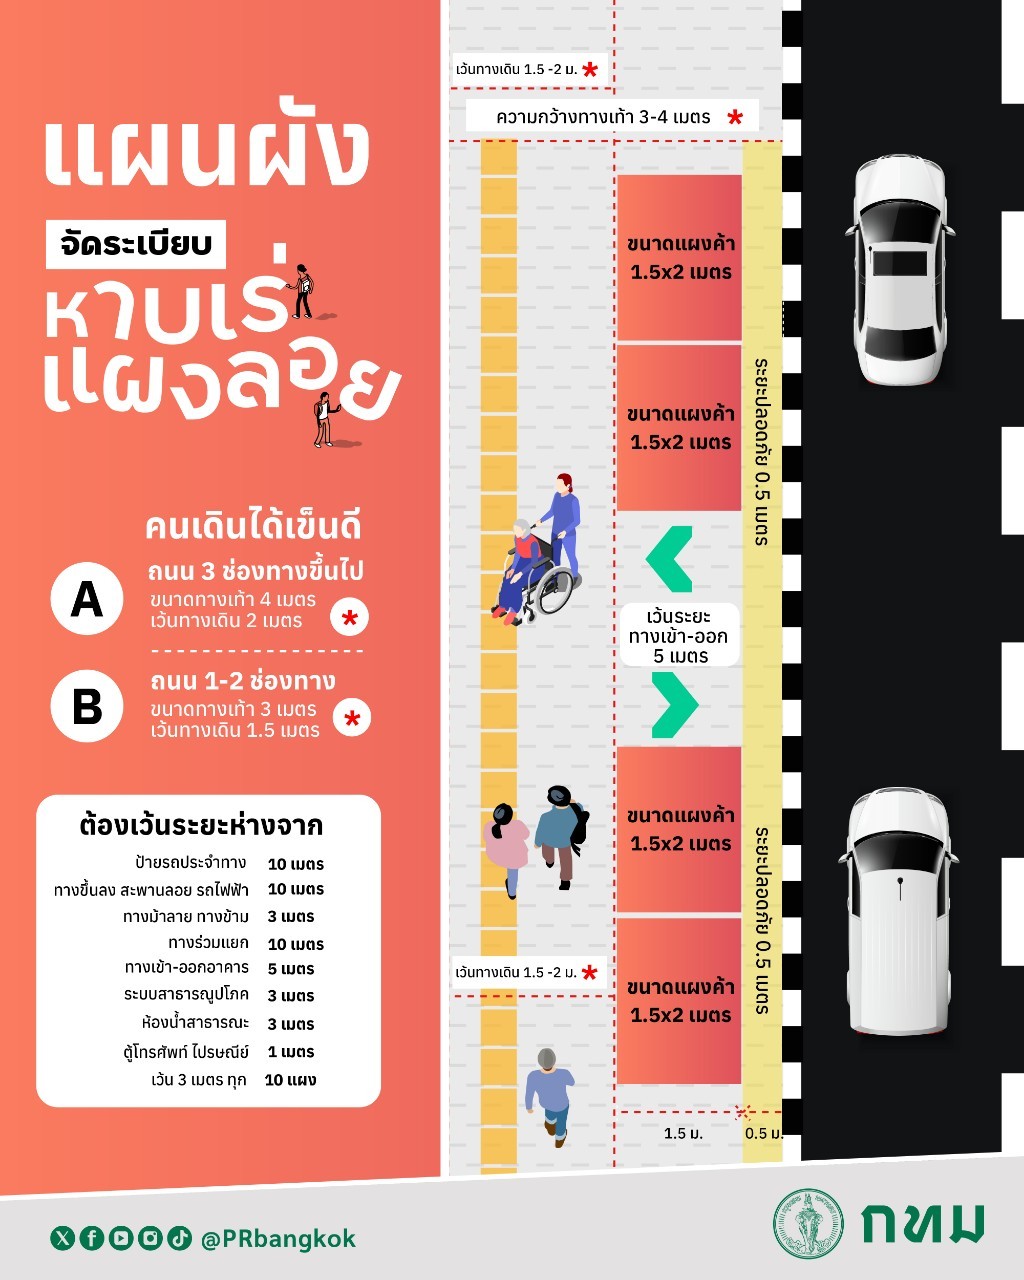 แผนผัง
จัดระเบียบ
หาบเร่
แผงลอย
คนเดินได้เข็นดี
A
ถนน 3 ช่องทางขึ้นไป
ขนาดทางเท้า 4 เมตร
เว้นทางเดิน 2 เมตร *
B
ถนน 1-2 ช่องทาง
ขนาดทางเท้า 3 เมตร
เว้นทางเดิน 1.5 เมตร *
ต้องเว้นระยะห่างจาก
ป้ายรถประจำทาง 10 เมตร
ทางขึ้นลง สะพานลอย รถไฟฟ้า 10 เมตร
ทางม้าลาย ทางข้าม 3 เมตร
ทางร่วมแยก 10 เมตร
ทางเข้า-ออกอาคาร 5 เมตร
ระบบสาธารณูปโภค 3 เมตร
ห้องน้ำสาธารณะ 3 เมตร
ตู้โทรศัพท์ ไปรษณีย์ 1 เมตร
เว้น 3 เมตร ทุก 10 แผง
เว้นทางเดิน 1.5 -2 ม. *
ความกว้างทางเท้า 3-4 เมตร *
ขนาดแผงค้า
1.5x2 เมตร
ขนาดแผงค้า
1.5x2 เมตร
ระยะปลอดภัย 0.5 เมตร
เว้นระยะ
ทางเข้า-ออก
5 เมตร
ขนาดแผงค้า
1.5x2 เมตร
ระยะปลอดภัย 0.5 เมตร
เว้นทางเดิน 1.5 -2 ม. *
ขนาดแผงค้า
1.5x2 เมตร
1.5 ม.
0.5 ม.
@PRbangkok
กทม